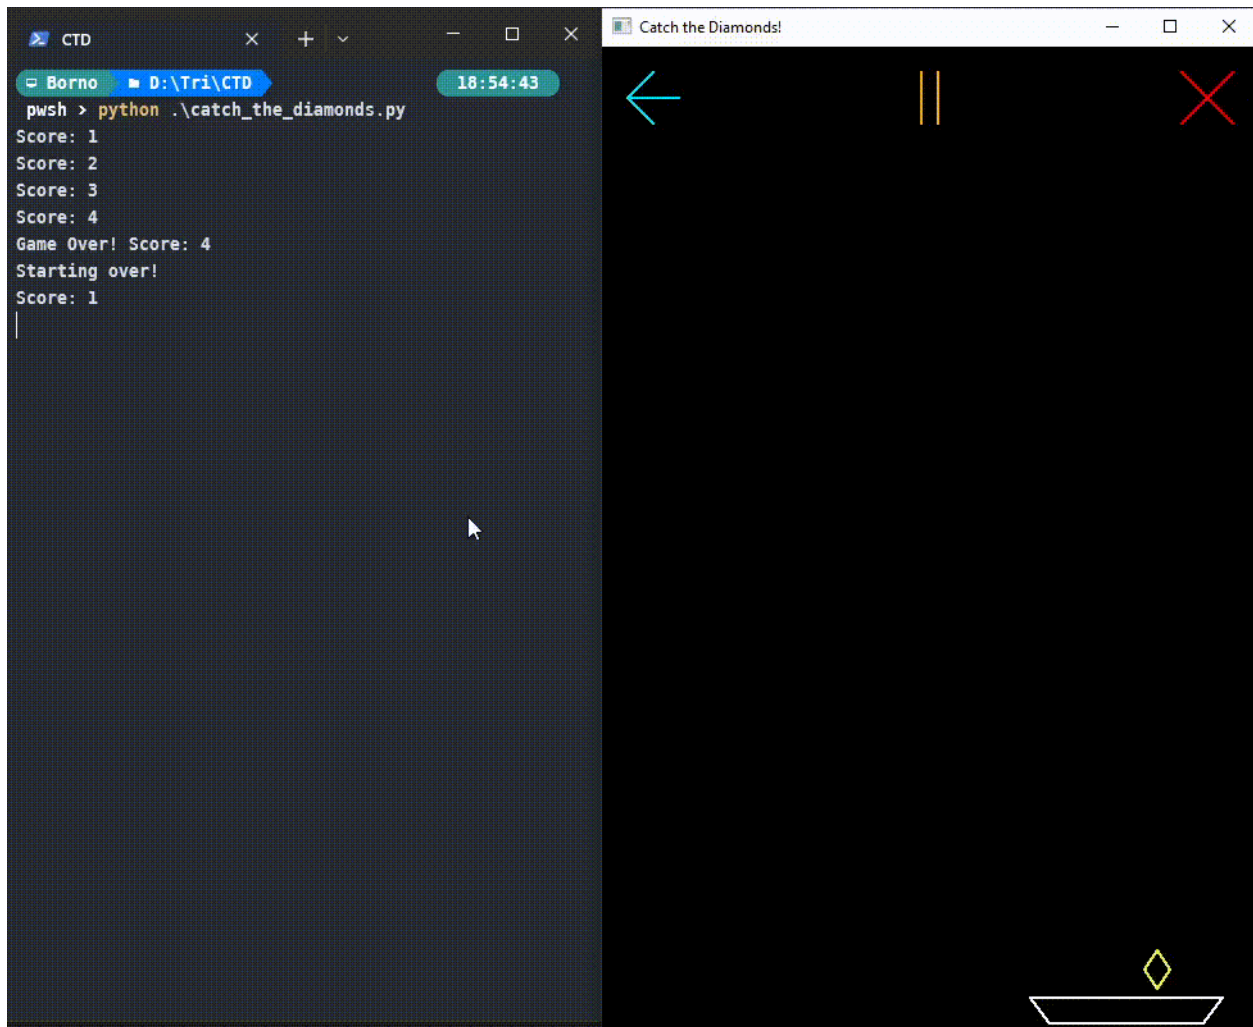 CTD
Borno D:\Tri\CTD 18:54:43
pwsh > python .\catch_the_diamonds.py
Score: 1
Score: 2
Score: 3
Score: 4
Game Over! Score: 4
Starting over!
Score: 1
Catch the Diamonds!